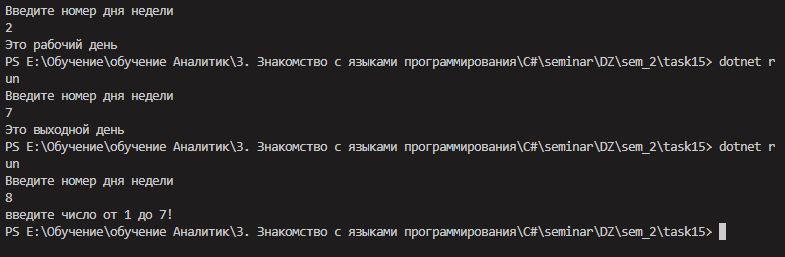 Введите номер дня недели
2
Это рабочий день
PS E:\Обучение\обучение Аналитик\3. Знакомство с языками программирования\C#\seminar\DZ\sem_2\task15> dotnet r
un
Введите номер дня недели
7
Это выходной день
PS E:\Обучение\обучение Аналитик\3. Знакомство с языками программирования\C#\seminar\DZ\sem_2\task15> dotnet r
un
Введите номер дня недели
8
введите число от 1 до 7!
PS E:\Обучение\обучение Аналитик\3. Знакомство с языками программирования\C#\seminar\DZ\sem_2\task15>